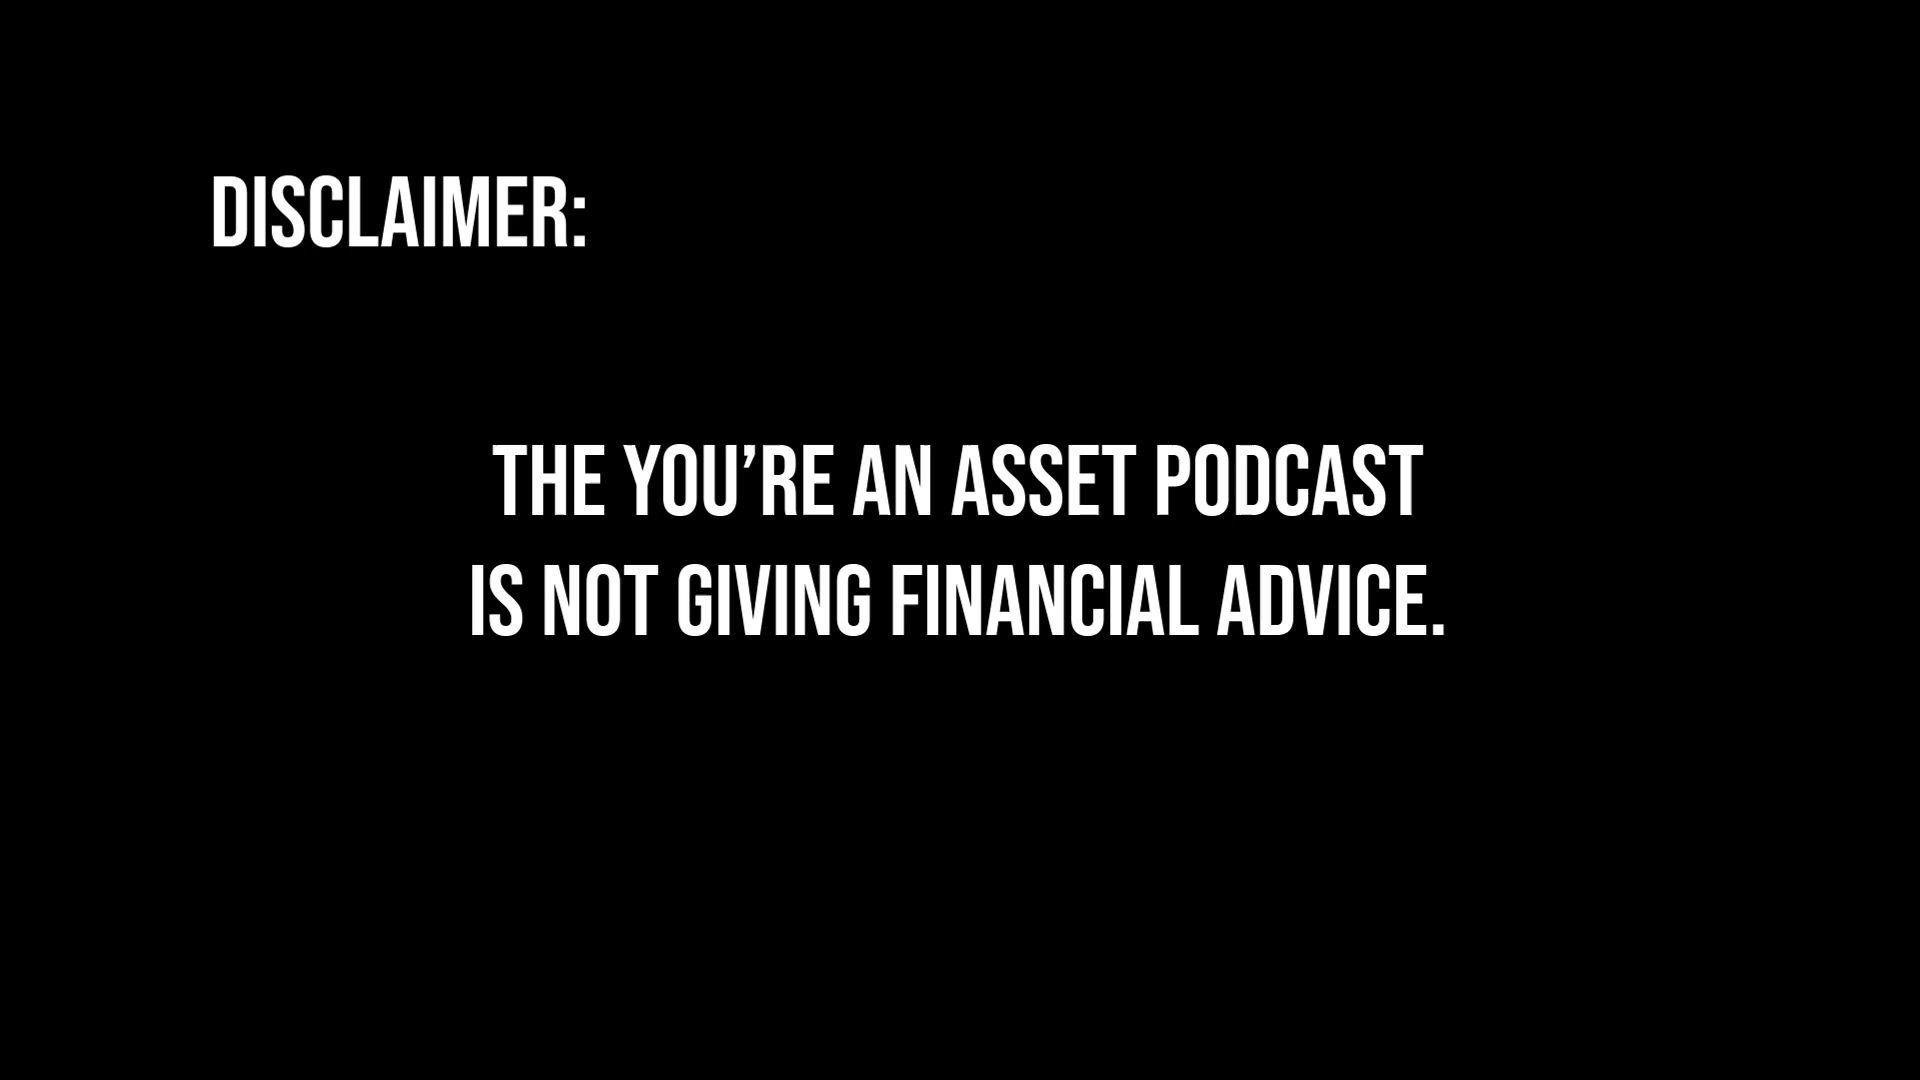 DISCLAIMER:
THE YOU’RE AN ASSET PODCAST
IS NOT GIVING FINANCIAL ADVICE.